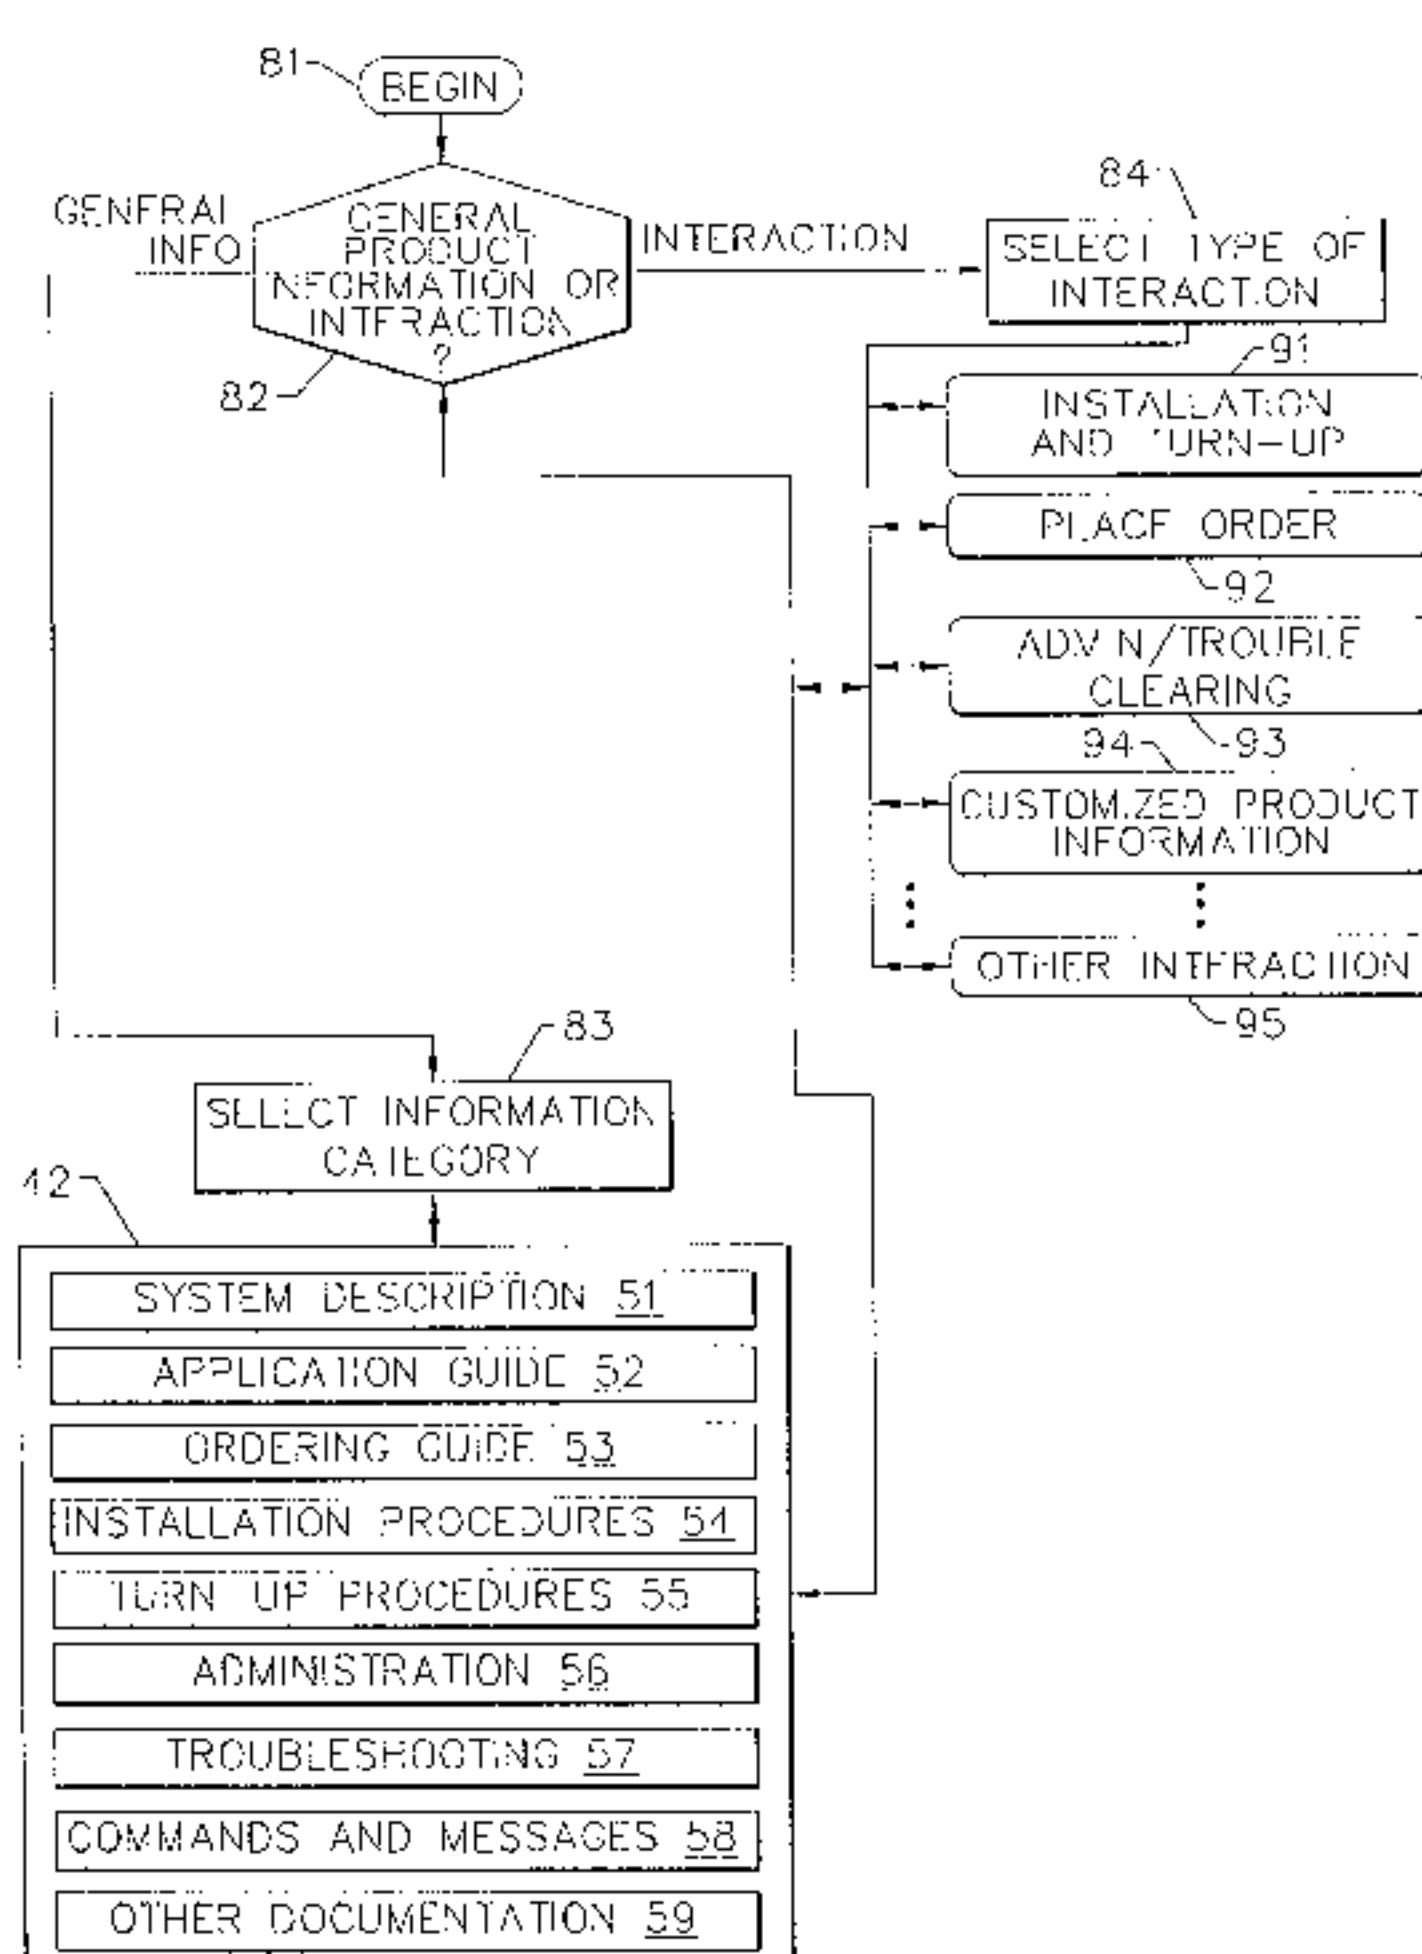 81
BEGIN
84
GENERAL
INFO
GENERAL
PRODUCT
INFORMATION OR
INTERACTION
?
INTERACTION
SELECT TYPE OF
INTERACTION
82
91
INSTALLATION
AND TURN-UP
PLACE ORDER
92
ADMIN/TROUBLE
CLEARING
93
94
CUSTOMIZED PRODUCT
INFORMATION
OTHER INTERACTION
95
83
SELECT INFORMATION
CATEGORY
42
SYSTEM DESCRIPTION 51
APPLICATION GUIDE 52
ORDERING GUIDE 53
INSTALLATION PROCEDURES 54
TURN UP PROCEDURES 55
ADMINISTRATION 56
TROUBLESHOOTING 57
COMMANDS AND MESSAGES 58
OTHER DOCUMENTATION 59